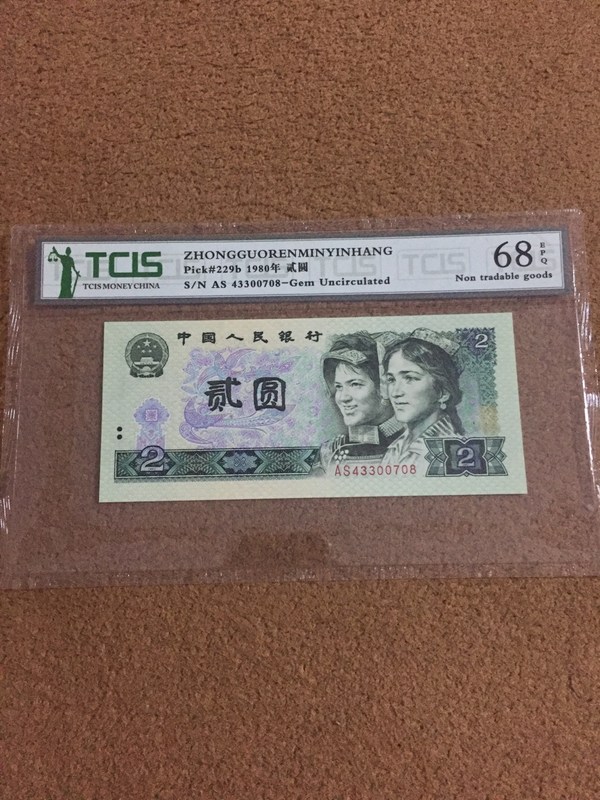 TCIS
TCIS MONEY CHINA
ZHONGGUORENMINYINHANG
Pick#229b 1980年 贰圆
S/N AS 43300708-Gem Uncirculated
68 EPQ
Non tradable goods
中国人民银行
2
贰圆
2
AS43300708
2